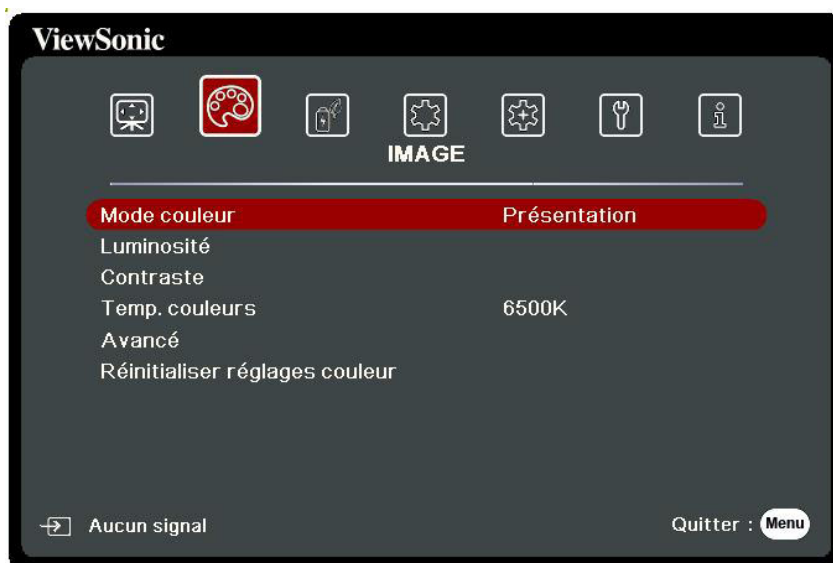 ViewSonic
IMAGE
Mode couleur Présentation
Luminosité
Contraste
Temp. couleurs 6500K
Avancé
Réinitialiser réglages couleur
Aucun signal Quitter : Menu